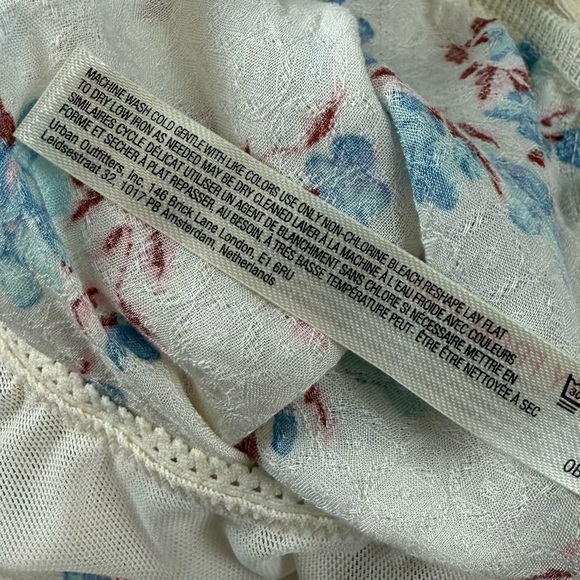 MACHINE WASH COLD GENTLE WITH LIKE COLORS USE ONLY NON-CHLORINE BLEACH RESHAPE LAY FLAT
TO DRY LOW IRON AS NEEDED MAY BE DRY CLEANED LAVER À LA MACHINE À L'EAU FROIDE AVEC COULEURS
SIMILAIRES CYCLE DÉLICAT UTILISER UN AGENT DE BLANCHIMENT SANS CHLORE SI NECESSAIRE METTRE EN
FORME ET SÉCHER À PLAT REPASSER, AU BESOIN, À TRÈS BASSE TEMPÉRATURE PEUT ÊTRE ÊTRE NETTOYÉE A SEC
Urban Outfitters, Inc. 146 Brick Lane London, E1 6RU
Leidsestraat 32, 1017 PB Amsterdam, Netherlands
30